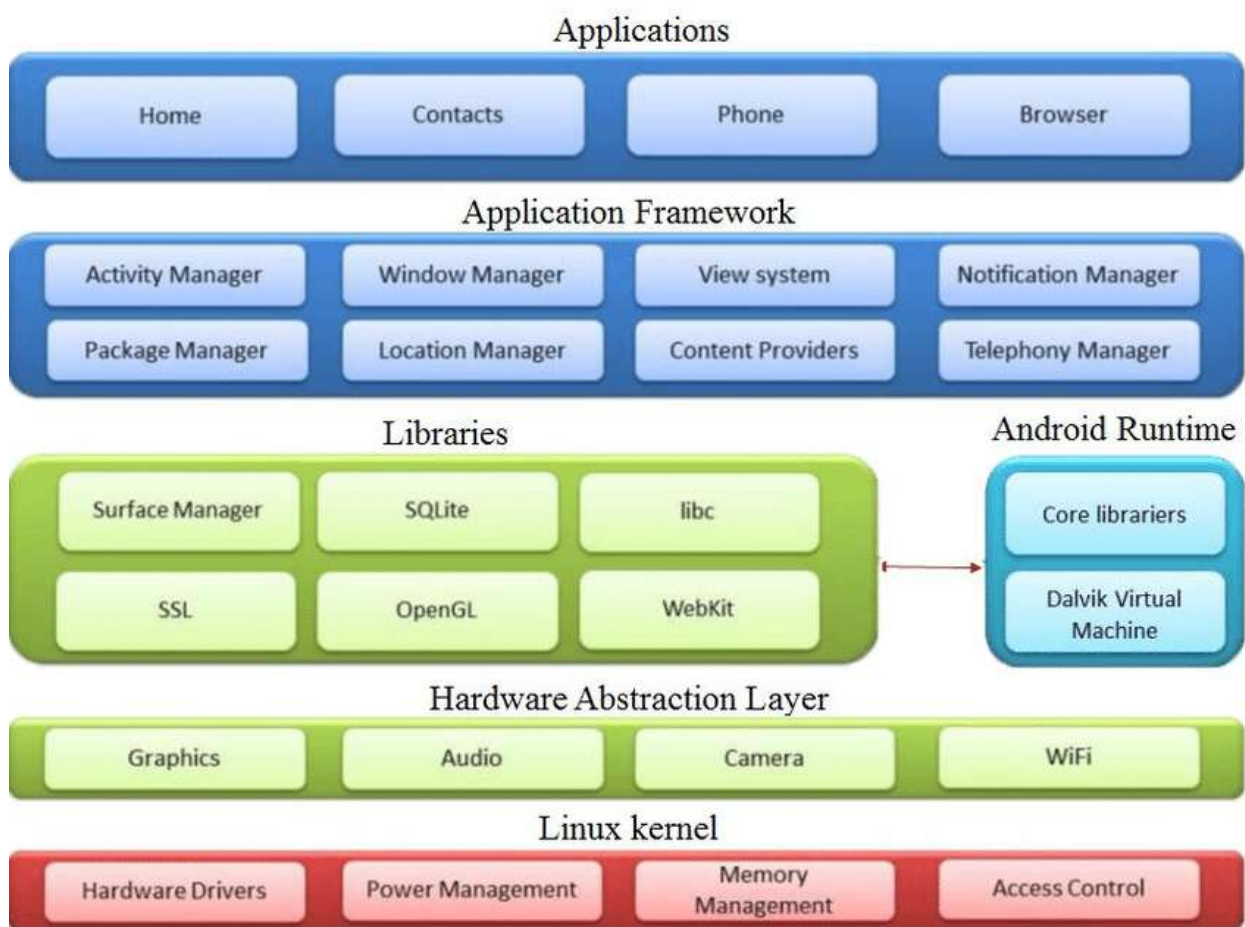 Applications
Home
Contacts
Phone
Browser
Application Framework
Activity Manager
Window Manager
View system
Notification Manager
Package Manager
Location Manager
Content Providers
Telephony Manager
Libraries
Surface Manager
SQLite
libc
SSL
OpenGL
WebKit
Android Runtime
Core librariers
Dalvik Virtual
Machine
Hardware Abstraction Layer
Graphics
Audio
Camera
WiFi
Linux kernel
Hardware Drivers
Power Management
Memory
Management
Access Control